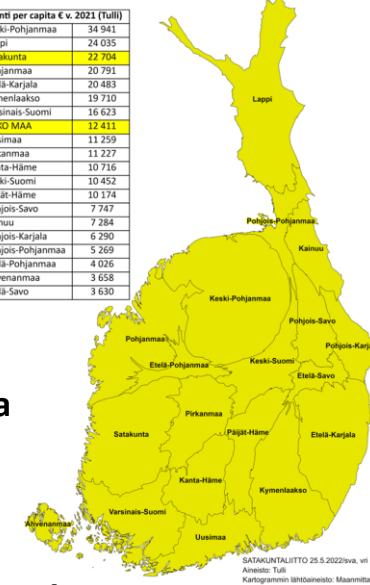 nti per capita € v. 2021 (Tulli)
ki-Pohjanmaa 34 941
pi 24 035
akunta 22 704
janmaa 20 791
lä-Karjala 20 483
menlaakso 19 710
sinais-Suomi 16 623
KO MAA 12 411
simaa 11 259
kanmaa 11 227
nta-Häme 10 716
ki-Suomi 10 452
ät-Häme 10 174
hjois-Savo 7 747
nuu 7 284
hjois-Karjala 6 290
hjois-Pohjanmaa 5 269
lä-Pohjanmaa 4 026
venanmaa 3 658
lä-Savo 3 630
a
Lappi
Pohjois-Pohjanmaa
Kainuu
Keski-Pohjanmaa
Pohjois-Savo
Pohjanmaa
Pohjois-Karj
Etelä-Pohjanmaa
Keski-Suomi
Etelä-Savo
Pirkanmaa
Satakunta
Päijät-Häme
Etelä-Karjala
Kanta-Häme
Kymenlaakso
Varsinais-Suomi
Ahvenanmaa
Uusimaa
SATAKUNTALIITTO 25.5.2022/sva, vri
Aineisto: Tulli
Kartogrammin lähtöaineisto: Maanmitta